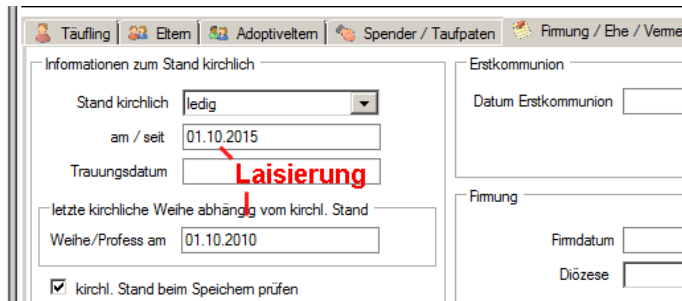 Täufling Eltern Adoptiveltern Spender / Taufpaten Firmung / Ehe / Verme
Informationen zum Stand kirchlich
Stand kirchlich ledig
am / seit 01.10.2015
Trauungsdatum
Laisierung
letzte kirchliche Weihe abhängig vom kirchl. Stand
Weihe/Profess am 01.10.2010
kirchl. Stand beim Speichern prüfen
Erstkommunion
Datum Erstkommunion
Firmung
Firmdatum
Diözese